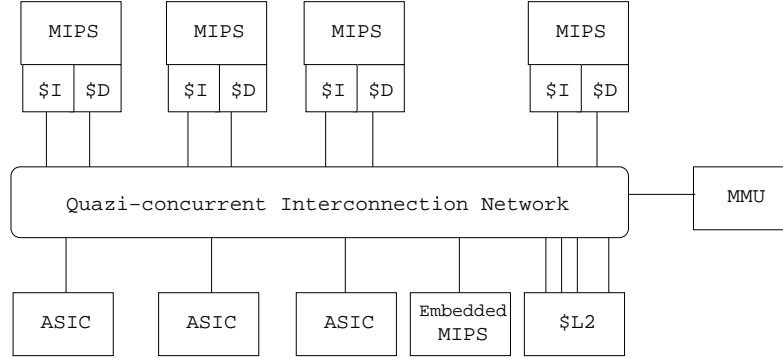 MIPS
MIPS
MIPS
MIPS
$I $D
$I $D
$I $D
$I $D
Quazi-concurrent Interconnection Network
MMU
ASIC
ASIC
ASIC
Embedded
MIPS
$L2